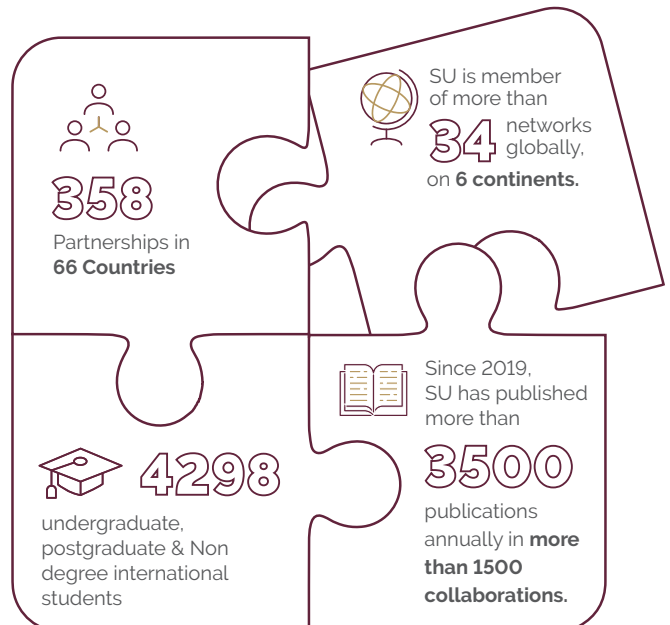 358
Partnerships in
66 Countries
SU is member
of more than
34 networks
globally,
on 6 continents.
4298
undergraduate,
postgraduate & Non
degree international
students
Since 2019,
SU has published
more than
3500
publications
annually in more
than 1500
collaborations.